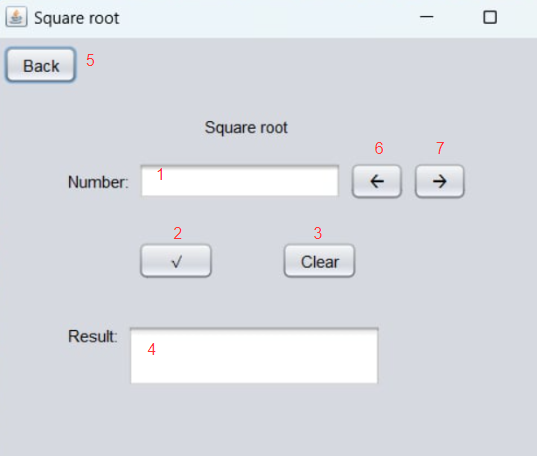 Square root
Back 5
Square root
6 7
Number: 1 ← →
2 3
√ Clear
Result: 4